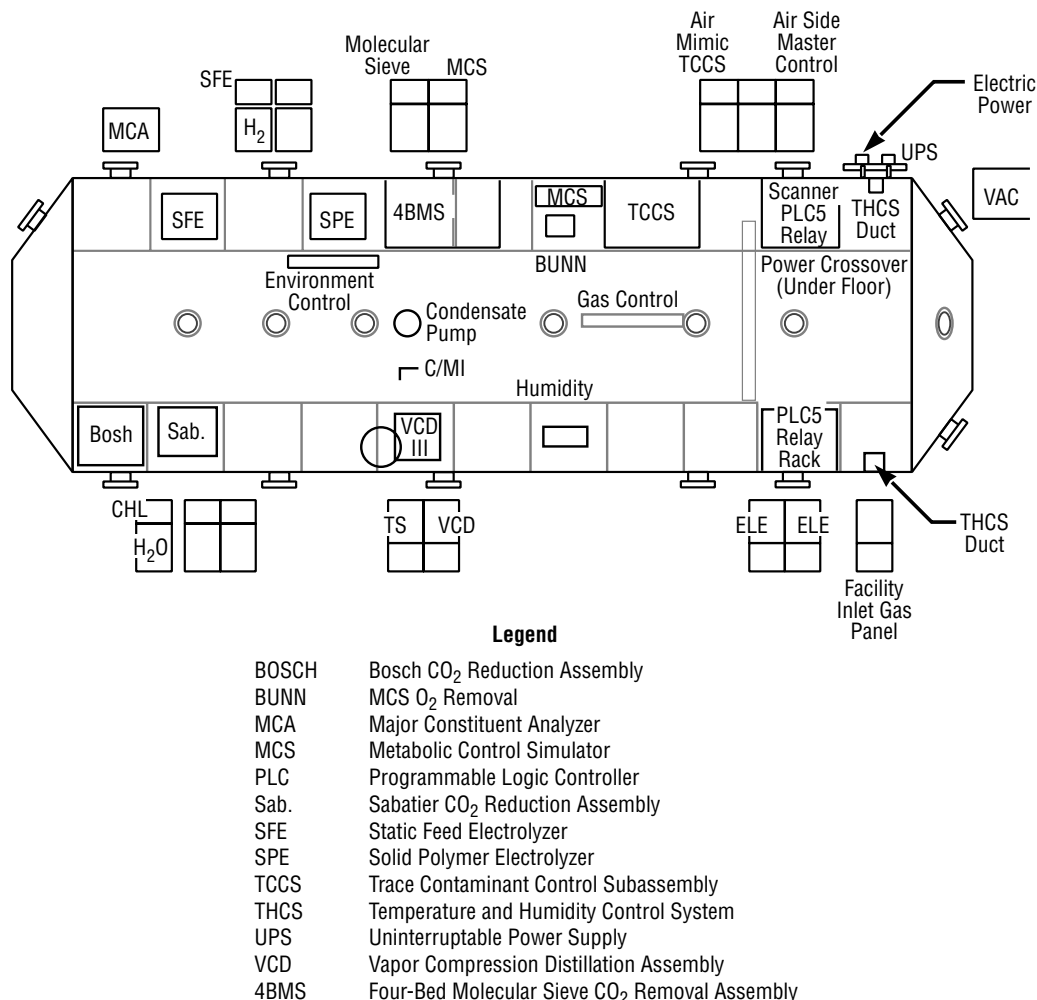 Molecular
Sieve
MCS
Air
Mimic
TCCS
Air Side
Master
Control
SFE
H2
MCA
Electric
Power
UPS
VAC
SFE
SPE
4BMS
MCS
TCCS
Scanner
PLC5
Relay
THCS
Duct
BUNN
Environment
Control
Power Crossover
(Under Floor)
Gas Control
Condensate
Pump
C/MI
Humidity
Bosh
Sab.
VCD
III
PLC5
Relay
Rack
CHL
H2O
TS
VCD
ELE
ELE
THCS
Duct
Facility
Inlet Gas
Panel
Legend
BOSCH Bosch CO2 Reduction Assembly
BUNN MCS O2 Removal
MCA Major Constituent Analyzer
MCS Metabolic Control Simulator
PLC Programmable Logic Controller
Sab. Sabatier CO2 Reduction Assembly
SFE Static Feed Electrolyzer
SPE Solid Polymer Electrolyzer
TCCS Trace Contaminant Control Subassembly
THCS Temperature and Humidity Control System
UPS Uninterruptable Power Supply
VCD Vapor Compression Distillation Assembly
4BMS Four-Bed Molecular Sieve CO2 Removal Assembly